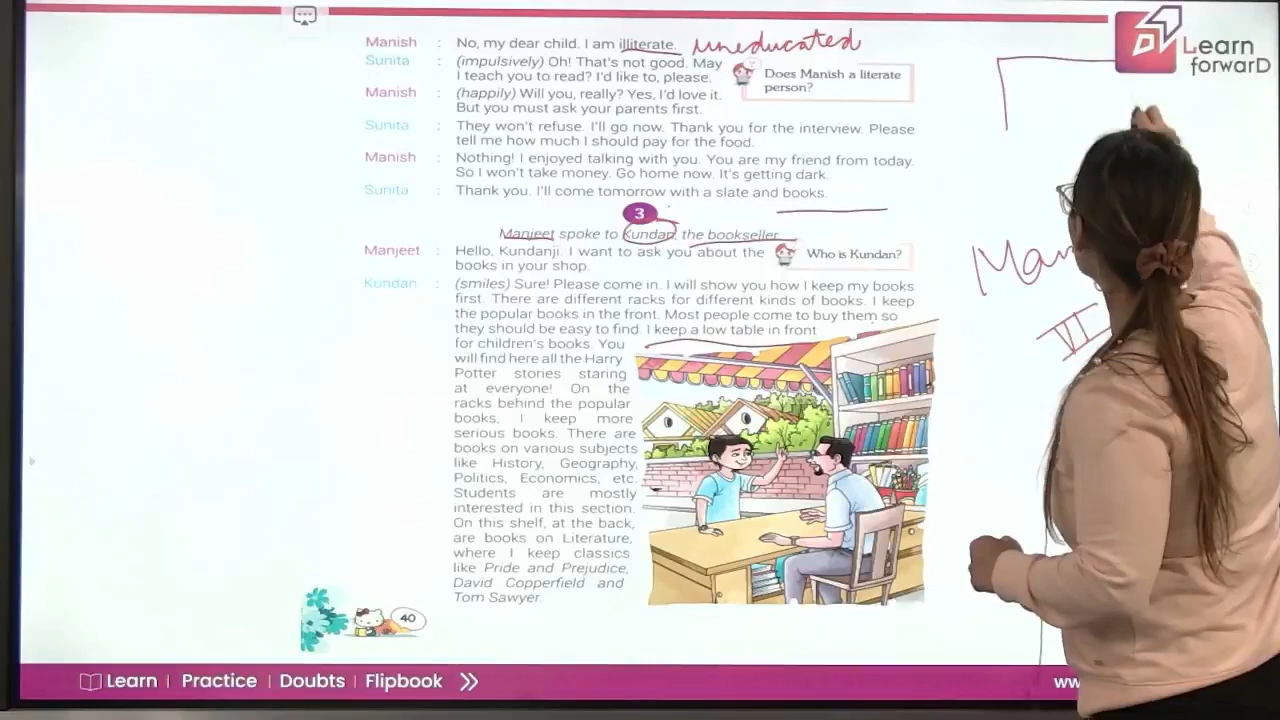 Manish : No, my dear child. I am illiterate. uneducated
Sunita : (impulsively) Oh! That's not good. May
I teach you to read? I'd like to, please.
Does Manish a literate
person?
Manish : (happily) Will you, really? Yes, I'd love it.
But you must ask your parents first.
Sunita : They won't refuse. I'll go now. Thank you for the interview. Please
tell me how much I should pay for the food.
Manish : Nothing! I enjoyed talking with you. You are my friend from today.
So I won't take money. Go home now. It's getting dark.
Sunita : Thank you. I'll come tomorrow with a slate and books.
3
Manjeet spoke to Kundan, the bookseller.
Manjeet : Hello, Kundanji. I want to ask you about the
books in your shop.
Who is Kundan?
Kundan : (smiles) Sure! Please come in. I will show you how I keep my books
first. There are different racks for different kinds of books. I keep
the popular books in the front. Most people come to buy them so
they should be easy to find. I keep a low table in front
for children's books. You
will find here all the Harry
Potter stories staring
at everyone! On the
racks behind the popular
books, I keep more
serious books. There are
books on various subjects
like History, Geography,
Politics, Economics, etc.
Students are mostly
interested in this section.
On this shelf, at the back,
are books on Literature,
where I keep classics
like Pride and Prejudice,
David Copperfield and
Tom Sawyer.
40
Learn
forwarD
VI
Learn | Practice | Doubts | Flipbook